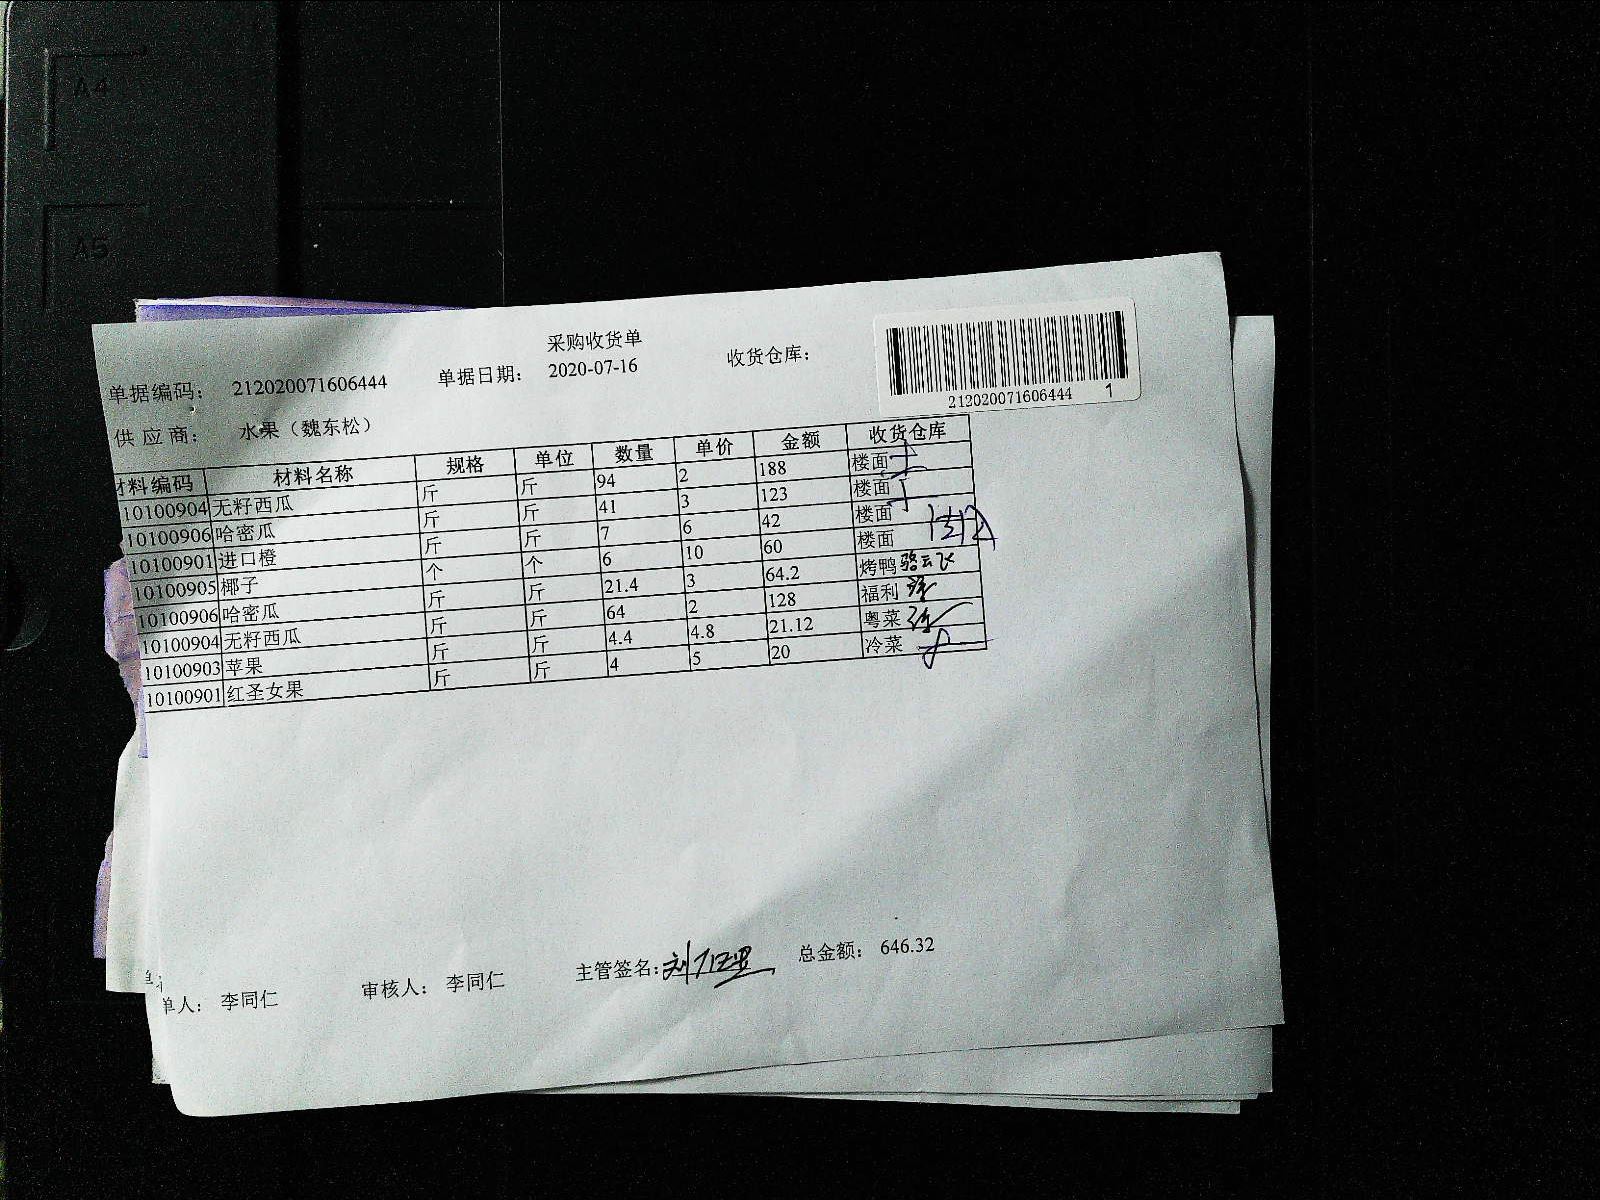 A4
A5
采购收货单
单据编码： 212020071606444 单据日期： 2020-07-16 收货仓库：
212020071606444 1
供应商： 水果（魏东松）
材料编码 材料名称 规格 单位 数量 单价 金额 收货仓库
10100904 无籽西瓜 斤 斤 94 2 188 楼面
10100906 哈密瓜 斤 斤 41 3 123 楼面
10100901 进口橙 斤 斤 7 6 42 楼面
10100905 椰子 个 个 6 10 60 楼面
10100906 哈密瓜 斤 斤 21.4 3 64.2 烤鸭 骆云飞
10100904 无籽西瓜 斤 斤 64 2 128 福利
10100903 苹果 斤 斤 4.4 4.8 21.12 粤菜
10100901 红圣女果 斤 斤 4 5 20 冷菜
单人： 李同仁 审核人： 李同仁 主管签名： 总金额： 646.32